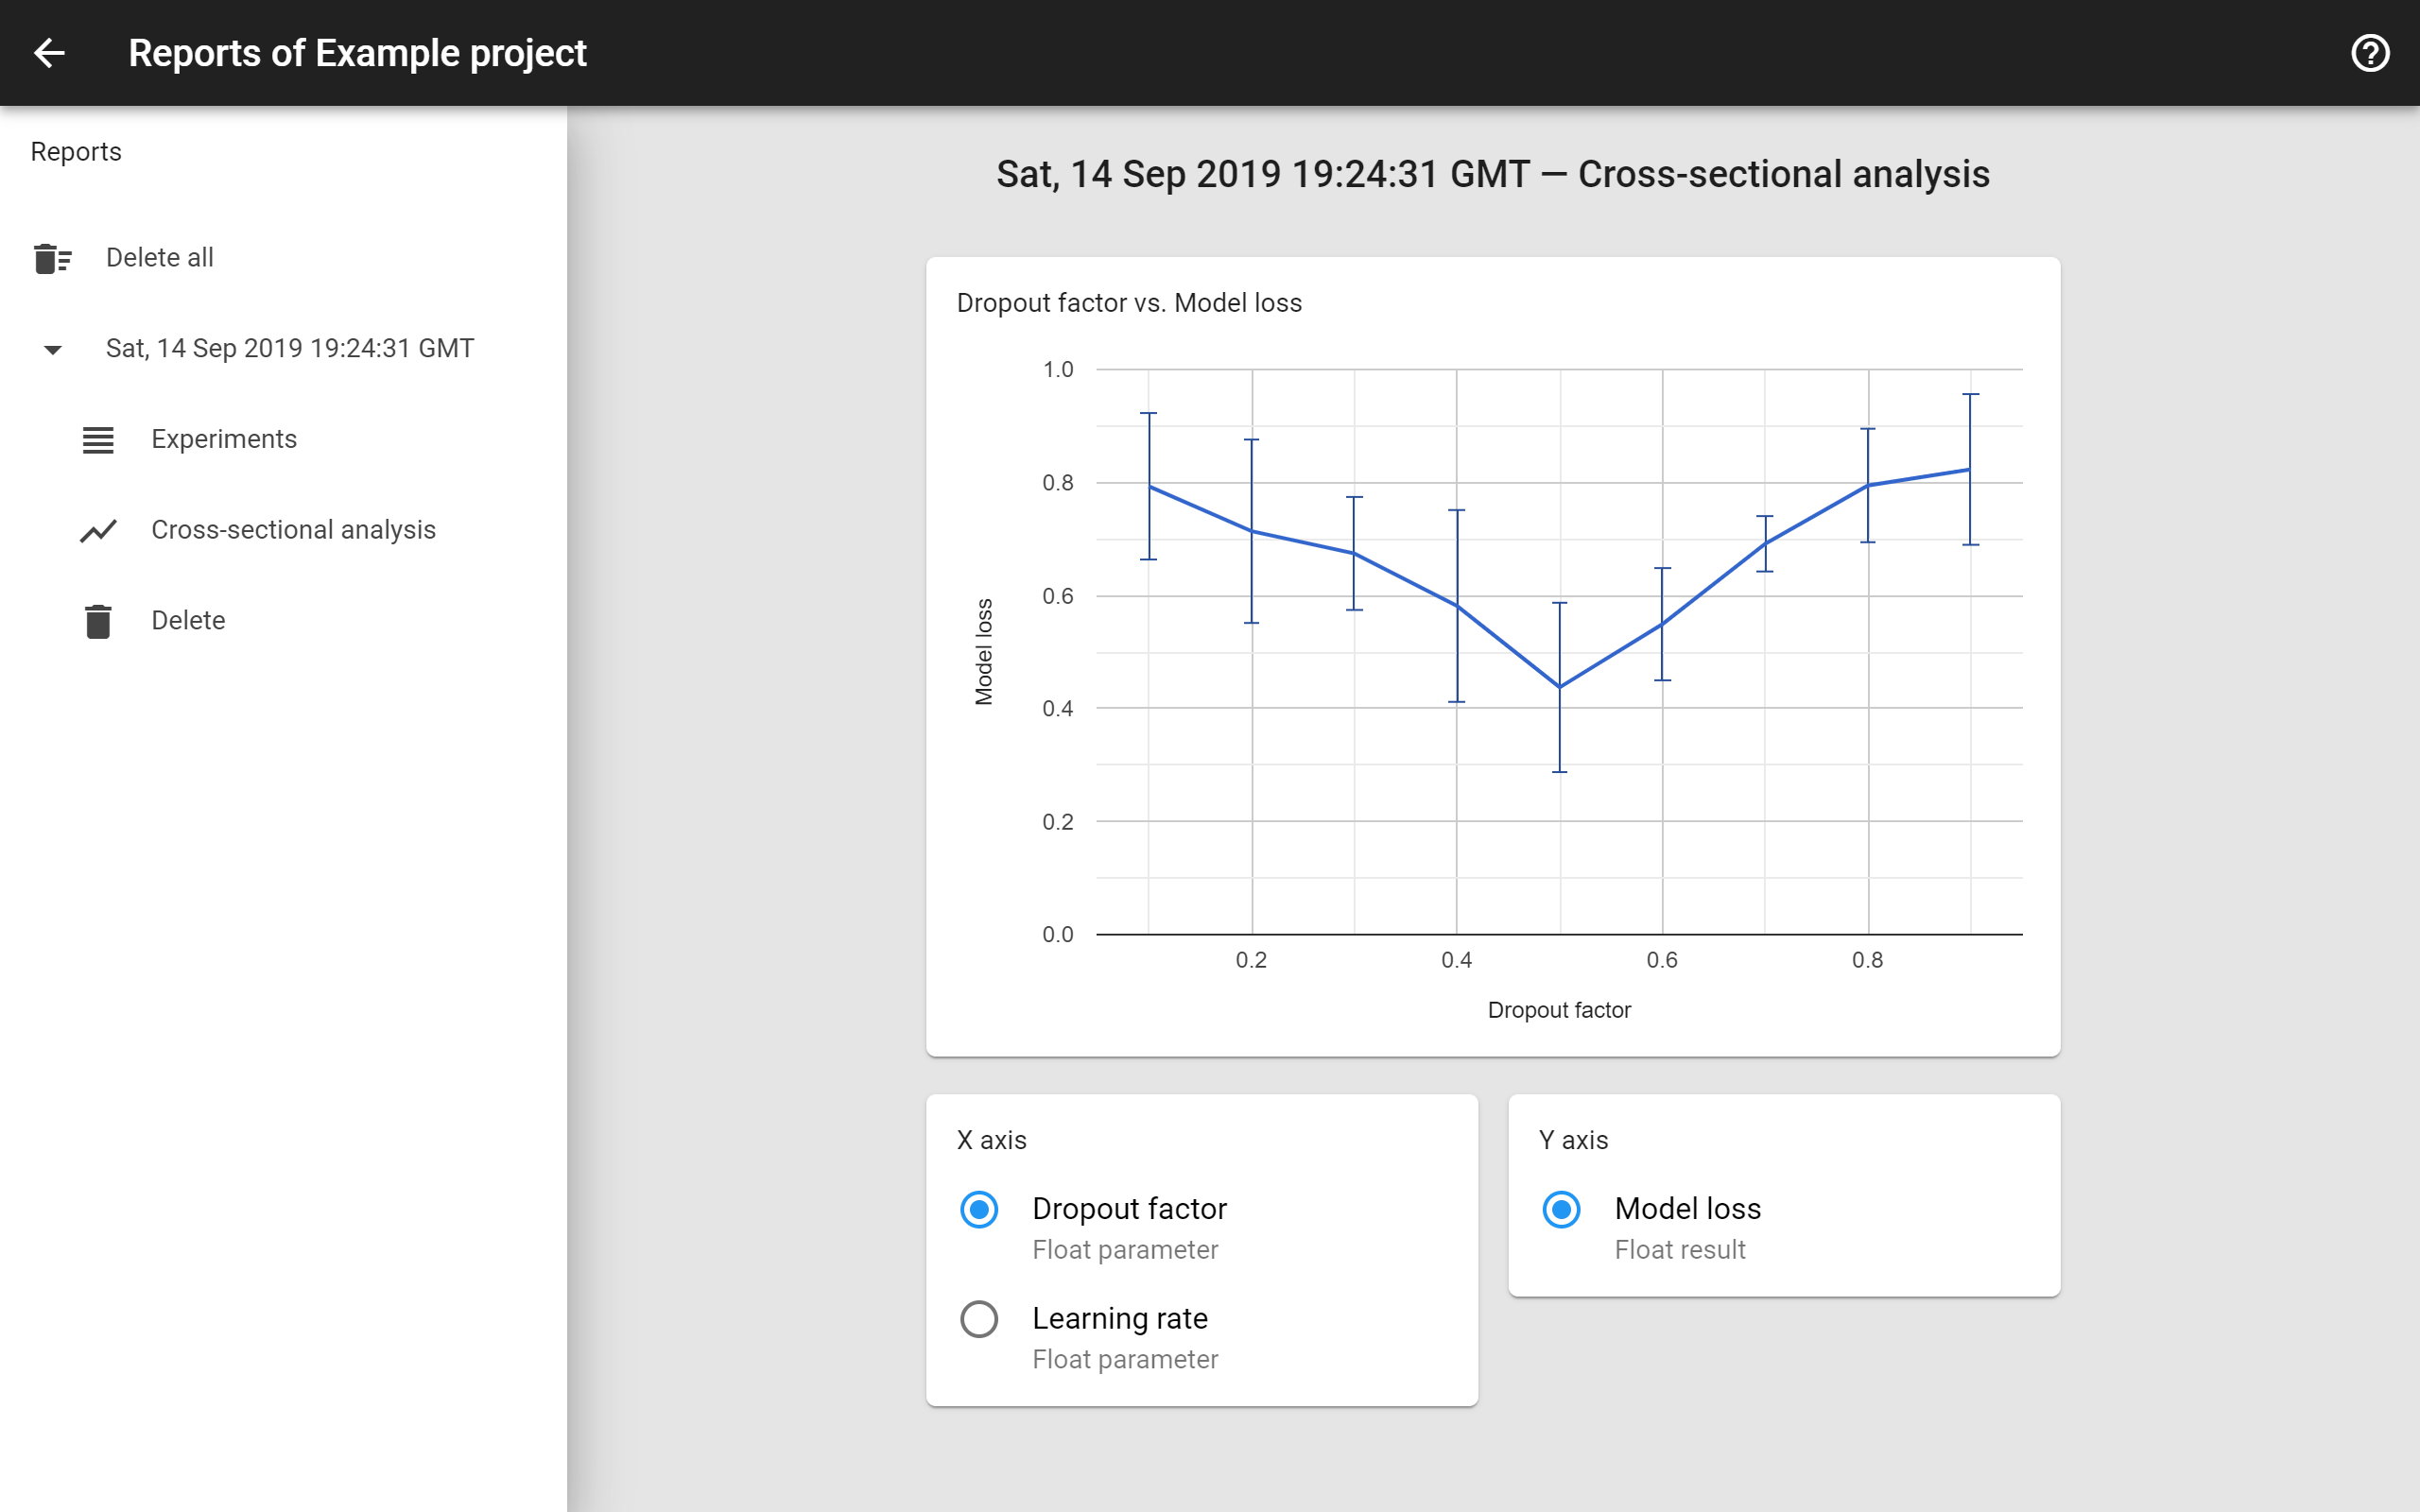 Reports of Example project
Reports
Delete all
Sat, 14 Sep 2019 19:24:31 GMT
Experiments
Cross-sectional analysis
Delete
Sat, 14 Sep 2019 19:24:31 GMT — Cross-sectional analysis
Dropout factor vs. Model loss
1.0
0.8
0.6
0.4
0.2
0.0
Model loss
0.2 0.4 0.6 0.8
Dropout factor
X axis
Dropout factor
Float parameter
Learning rate
Float parameter
Y axis
Model loss
Float result